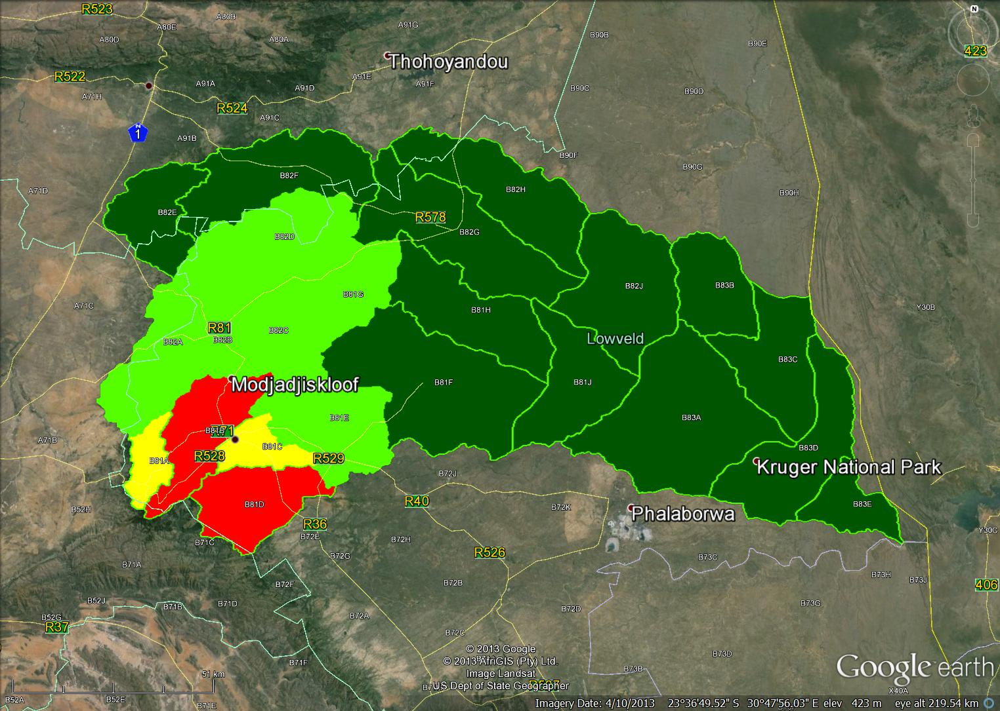 R523
A80B
N
A91G
A80E
B90B
A80D
A80A
B90E
423
Thohoyandou
R522
A91E
A91A
A91D
A91F
B90C
B90D
A71H
R524
A91C
N
1
A91B
B90F
B90G
B82F
A71D
B82H
B90H
B82E
R578
B82G
B82D
B82J
B83B
B81G
A71C
B81H
Y30B
R81
B82C
B82A
B82B
Lowveld
B83C
Modjadjiskloof
B81F
B81J
B81E
B83A
B81B
R71
A71B
B81C
B83D
R528
R529
B81A
Kruger National Park
B72J
R40
B81D
B83E
B52H
B72K
Phalaborwa
R36
Y30C
B72E
B72H
B71C
R526
B72G
B73C
B71A
B73H
B73J
B72B
B72F
406
B52J
B71D
B73G
B71B
B72D
B52G
B72A
R37
B72C
© 2013 Google
B73D
B71F
© 2013 AfriGIS (Pty) Ltd.
B73B
Google earth
51 km
Image Landsat
US Dept of State Geographer
X40A
B52A
B52E
B71E
Imagery Date: 4/10/2013 23°36'49.52" S 30°47'56.03" E elev 423 m eye alt 219.54 km